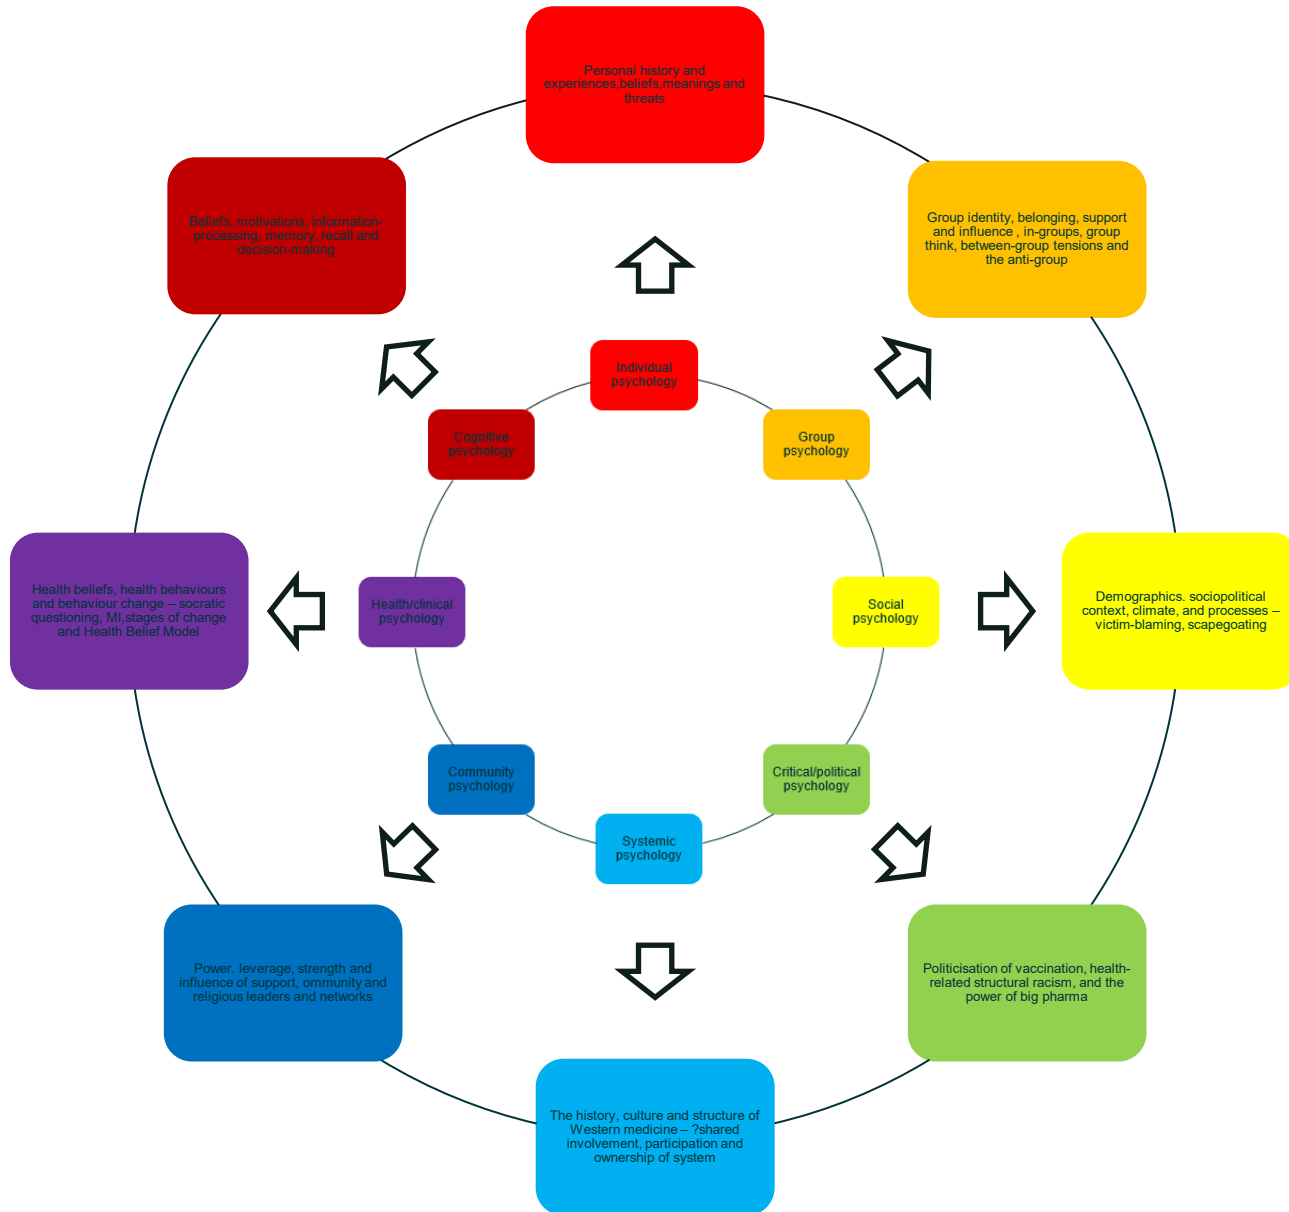 Personal history and
experiences,beliefs,meanings and
threats
Beliefs, motivations, information-
processing, memory, recall and
decision-making
Group identity, belonging, support
and influence , in-groups, group
think, between-group tensions and
the anti-group
Individual
psychology
Cognitive
psychology
Group
psychology
Health beliefs, health behaviours
and behaviour change – socratic
questioning, MI,stages of change
and Health Belief Model
Health/clinical
psychology
Social
psychology
Demographics. sociopolitical
context, climate, and processes –
victim-blaming, scapegoating
Community
psychology
Critical/political
psychology
Systemic
psychology
Power. leverage, strength and
influence of support, ommunity and
religious leaders and networks
Politicisation of vaccination, health-
related structural racism, and the
power of big pharma
The history, culture and structure of
Western medicine – ?shared
involvement, participation and
ownership of system